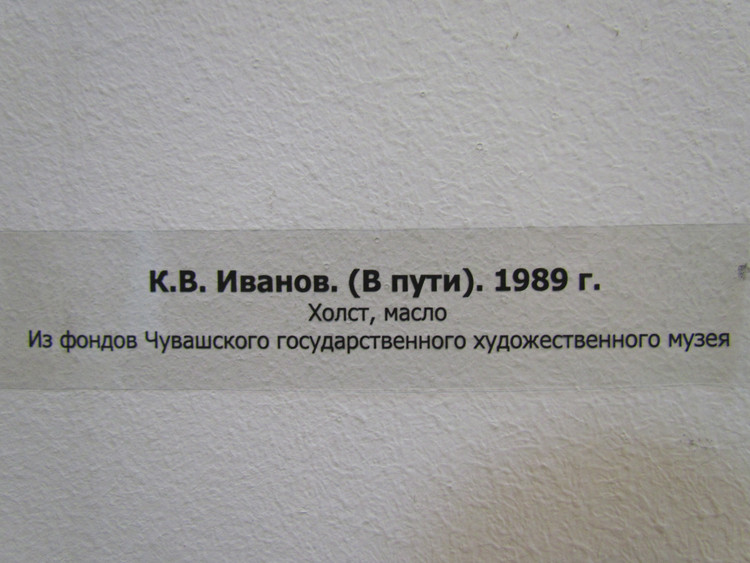 К.В. Иванов. (В пути). 1989 г.
Холст, масло
Из фондов Чувашского государственного художественного музея